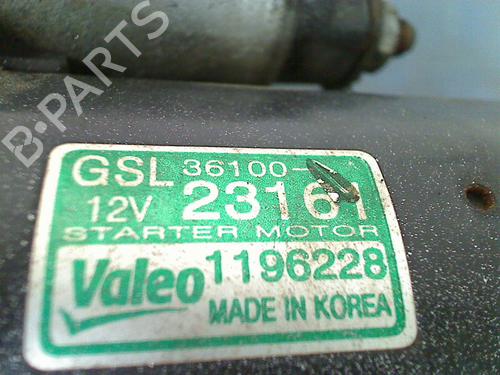 B-PARTS
GSL 36100-
12V 23161
STARTER MOTOR
Valeo 1196228
MADE IN KOREA